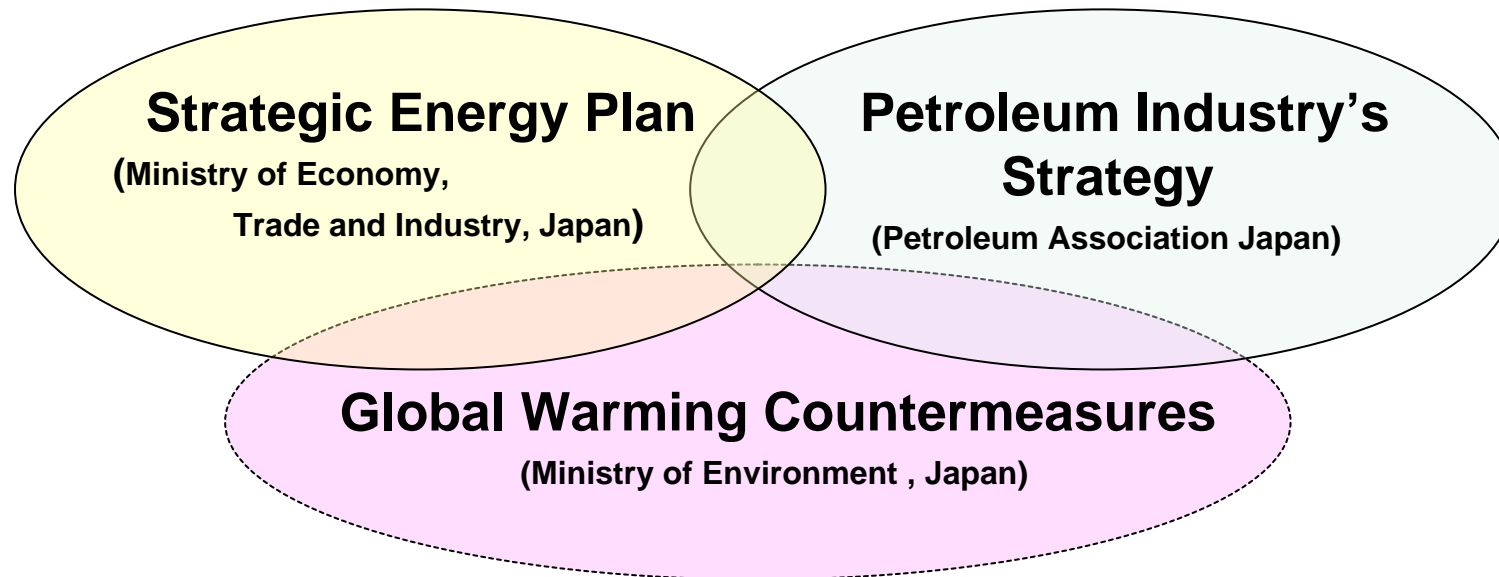 Strategic Energy Plan
(Ministry of Economy,
Trade and Industry, Japan)
Petroleum Industry’s
Strategy
(Petroleum Association Japan)
Global Warming Countermeasures
(Ministry of Environment , Japan)